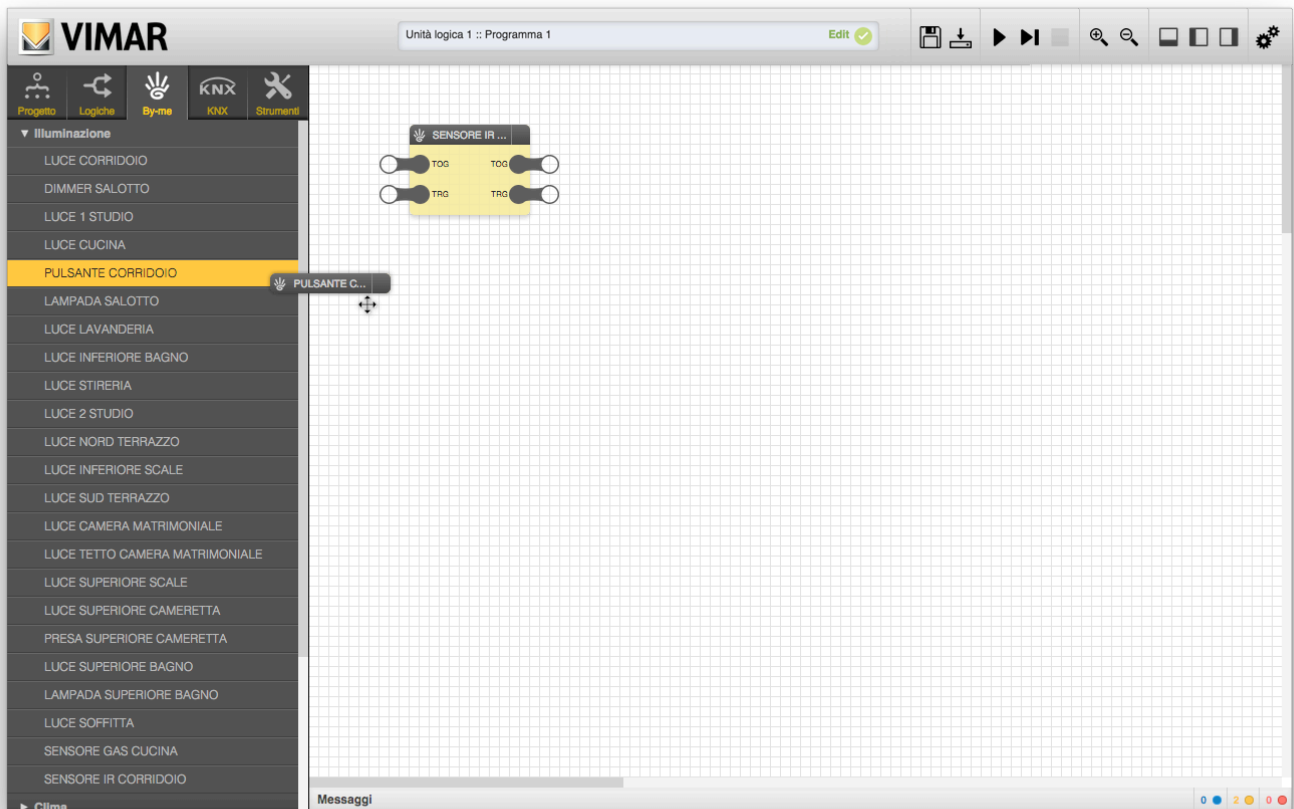 VIMAR
Unità logica 1 :: Programma 1
Edit
Progetto
Logiche
By-me
KNX
KNX
Strumenti
▼ Illuminazione
LUCE CORRIDOIO
DIMMER SALOTTO
LUCE 1 STUDIO
LUCE CUCINA
PULSANTE CORRIDOIO
LAMPADA SALOTTO
LUCE LAVANDERIA
LUCE INFERIORE BAGNO
LUCE STIRERIA
LUCE 2 STUDIO
LUCE NORD TERRAZZO
LUCE INFERIORE SCALE
LUCE SUD TERRAZZO
LUCE CAMERA MATRIMONIALE
LUCE TETTO CAMERA MATRIMONIALE
LUCE SUPERIORE SCALE
LUCE SUPERIORE CAMERETTA
PRESA SUPERIORE CAMERETTA
LUCE SUPERIORE BAGNO
LAMPADA SUPERIORE BAGNO
LUCE SOFFITTA
SENSORE GAS CUCINA
SENSORE IR CORRIDOIO
► Clima
SENSORE IR ...
TOG TOG
TRG TRG
PULSANTE C...
Messaggi
0 2 0